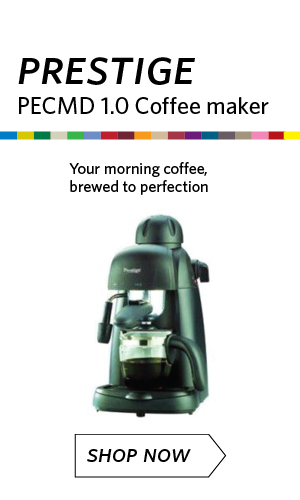 PRESTIGE
PECMD 1.0 Coffee maker
Your morning coffee,
brewed to perfection
Prestige
SHOP NOW